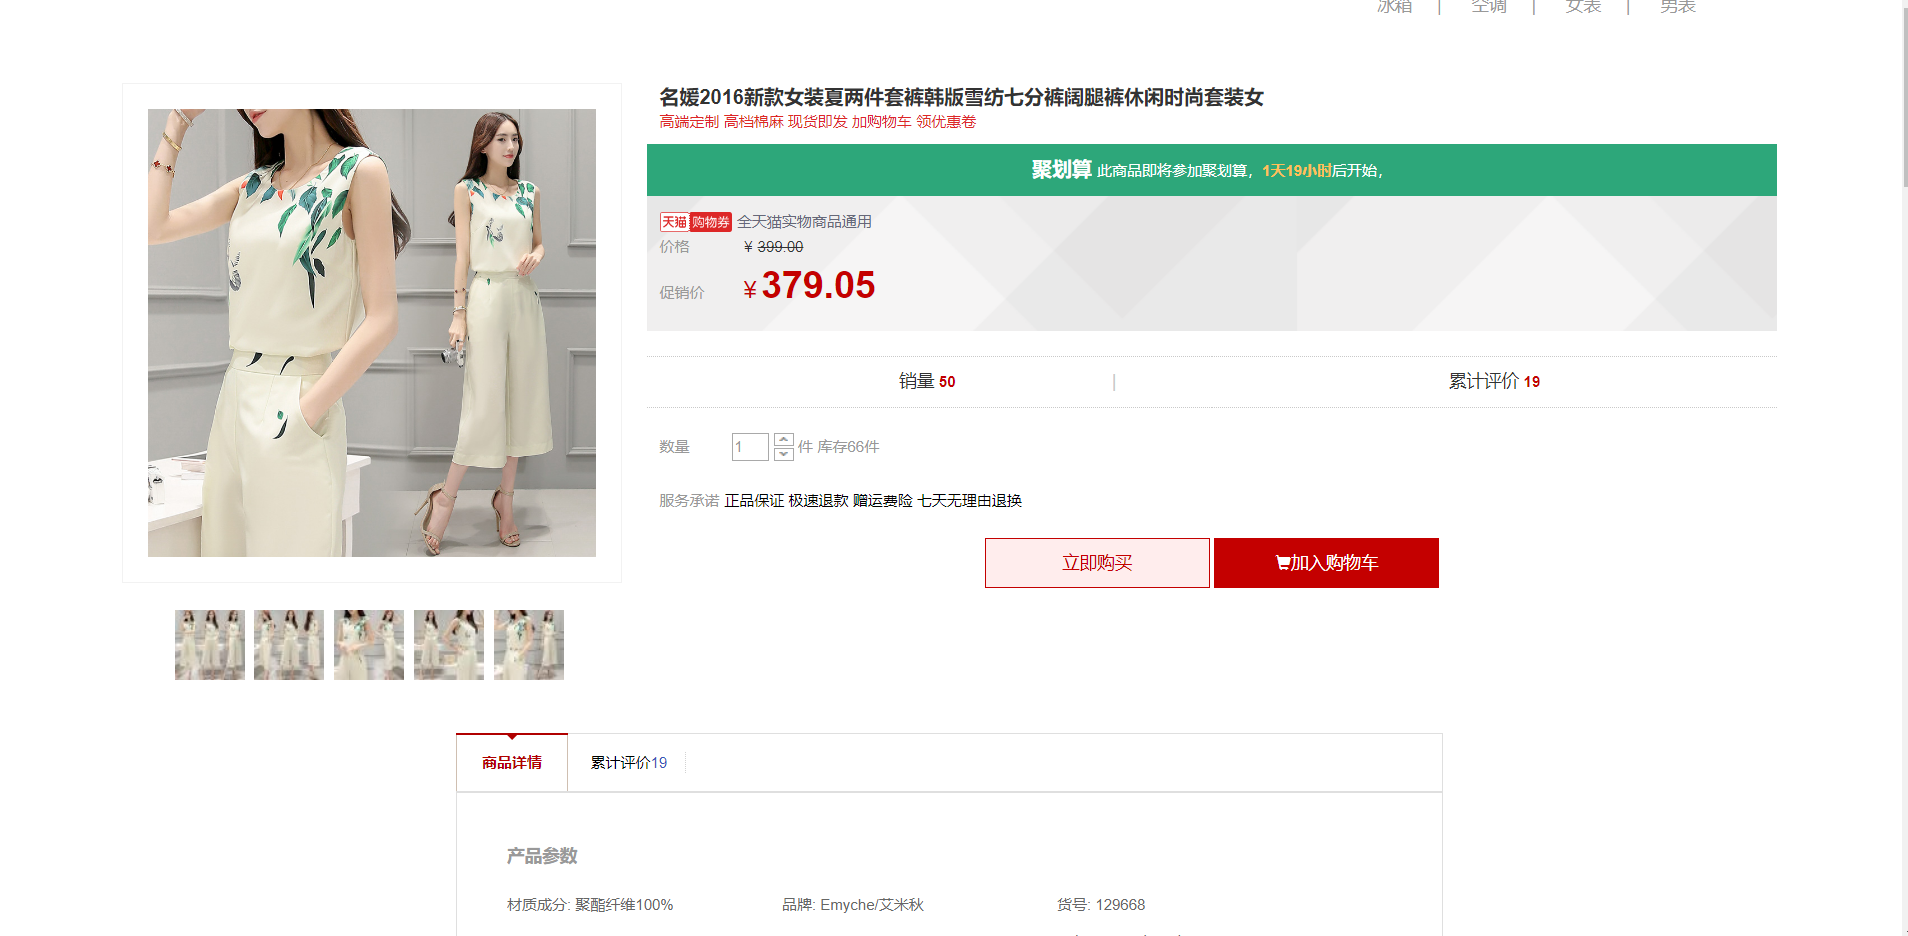 冰箱 | 空调 | 女表 | 男表
名媛2016新款女装夏两件套裤韩版雪纺七分裤阔腿裤休闲时尚套装女
高端定制 高档棉麻 现货即发 加购物车 领优惠卷
聚划算 此商品即将参加聚划算，1天19小时后开始，
天猫 购物券 全天猫实物商品通用
价格 ¥ 399.00
促销价 ¥ 379.05
销量 50 | 累计评价 19
数量 1 件 库存66件
服务承诺 正品保证 极速退款 赠运费险 七天无理由退换
立即购买 加入购物车
商品详情 累计评价19
产品参数
材质成分: 聚酯纤维100% 品牌: Emyche/艾米秋 货号: 129668